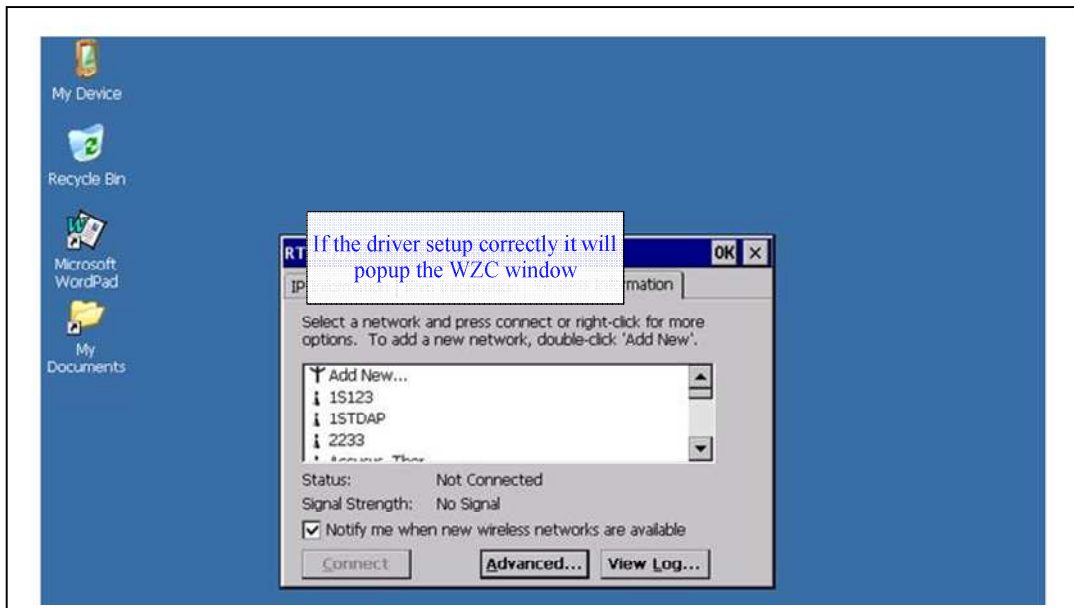 My Device
Recycle Bin
Microsoft
WordPad
My
Documents
If the driver setup correctly it will
popup the WZC window
RT
OK
IP
mation
Select a network and press connect or right-click for more
options. To add a new network, double-click 'Add New'.
Add New...
1S123
1STDAP
2233
Status: Not Connected
Signal Strength: No Signal
Notify me when new wireless networks are available
Connect Advanced... View Log...